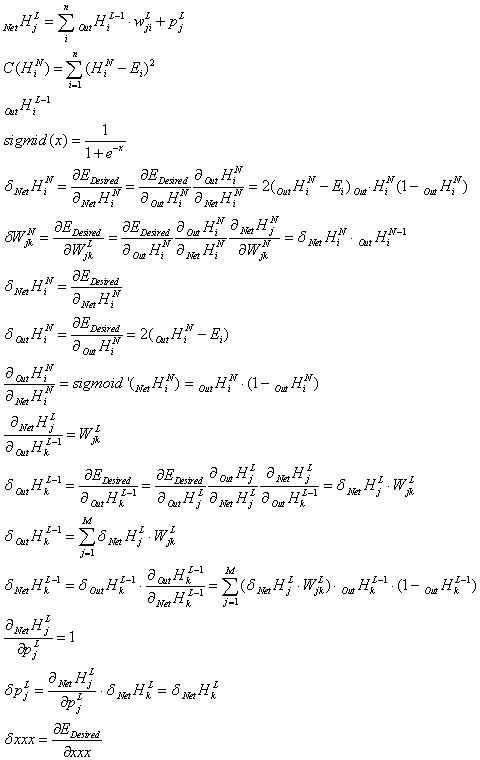 $_{Net}H_j^L = \sum_i^n {}_{Out}H_i^{L-1} \cdot w_{ji}^L + p_j^L$
$C(H_i^N) = \sum_{i=1}^n (H_i^N - E_i)^2$
$_{Out}H_i^{L-1}$
$sigmid(x) = \frac{1}{1+e^{-x}}$
$\delta_{Net}H_i^N = \frac{\partial E_{Desired}}{\partial_{Net}H_i^N} = \frac{\partial E_{Desired}}{\partial_{Out}H_i^N} \frac{\partial_{Out}H_i^N}{\partial_{Net}H_i^N} = 2({}_{Out}H_i^N - E_i)_{Out} \cdot H_i^N (1 - {}_{Out}H_i^N)$
$\delta W_{jk}^N = \frac{\partial E_{Desired}}{\partial W_{jk}^L} = \frac{\partial E_{Desired}}{\partial_{Out}H_i^N} \frac{\partial_{Out}H_i^N}{\partial_{Net}H_i^N} \frac{\partial_{Net}H_j^N}{\partial W_{jk}^N} = \delta_{Net}H_i^N \cdot {}_{Out}H_i^{N-1}$
$\delta_{Net}H_i^N = \frac{\partial E_{Desired}}{\partial_{Net}H_i^N}$
$\delta_{Out}H_i^N = \frac{\partial E_{Desired}}{\partial_{Out}H_i^N} = 2({}_{Out}H_i^N - E_i)$
$\frac{\partial_{Out}H_i^N}{\partial_{Net}H_i^N} = sigmoid'({}_{Net}H_i^N) = {}_{Out}H_i^N \cdot (1 - {}_{Out}H_i^N)$
$\frac{\partial_{Net}H_j^L}{\partial_{Out}H_k^{L-1}} = W_{jk}^L$
$\delta_{Out}H_k^{L-1} = \frac{\partial E_{Desired}}{\partial_{Out}H_k^{L-1}} = \frac{\partial E_{Desired}}{\partial_{Out}H_j^L} \frac{\partial_{Out}H_j^L}{\partial_{Net}H_j^L} \frac{\partial_{Net}H_j^L}{\partial_{Out}H_k^{L-1}} = \delta_{Net}H_j^L \cdot W_{jk}^L$
$\delta_{Out}H_k^{L-1} = \sum_{j=1}^M \delta_{Net}H_j^L \cdot W_{jk}^L$
$\delta_{Net}H_k^{L-1} = \delta_{Out}H_k^{L-1} \cdot \frac{\partial_{Out}H_k^{L-1}}{\partial_{Net}H_k^{L-1}} = \sum_{j=1}^M (\delta_{Net}H_j^L \cdot W_{jk}^L) \cdot {}_{Out}H_k^{L-1} \cdot (1 - {}_{Out}H_k^{L-1})$
$\frac{\partial_{Net}H_j^L}{\partial p_j^L} = 1$
$\delta p_j^L = \frac{\partial_{Net}H_j^L}{\partial p_j^L} \cdot \delta_{Net}H_k^L = \delta_{Net}H_k^L$
$\delta xxx = \frac{\partial E_{Desired}}{\partial xxx}$